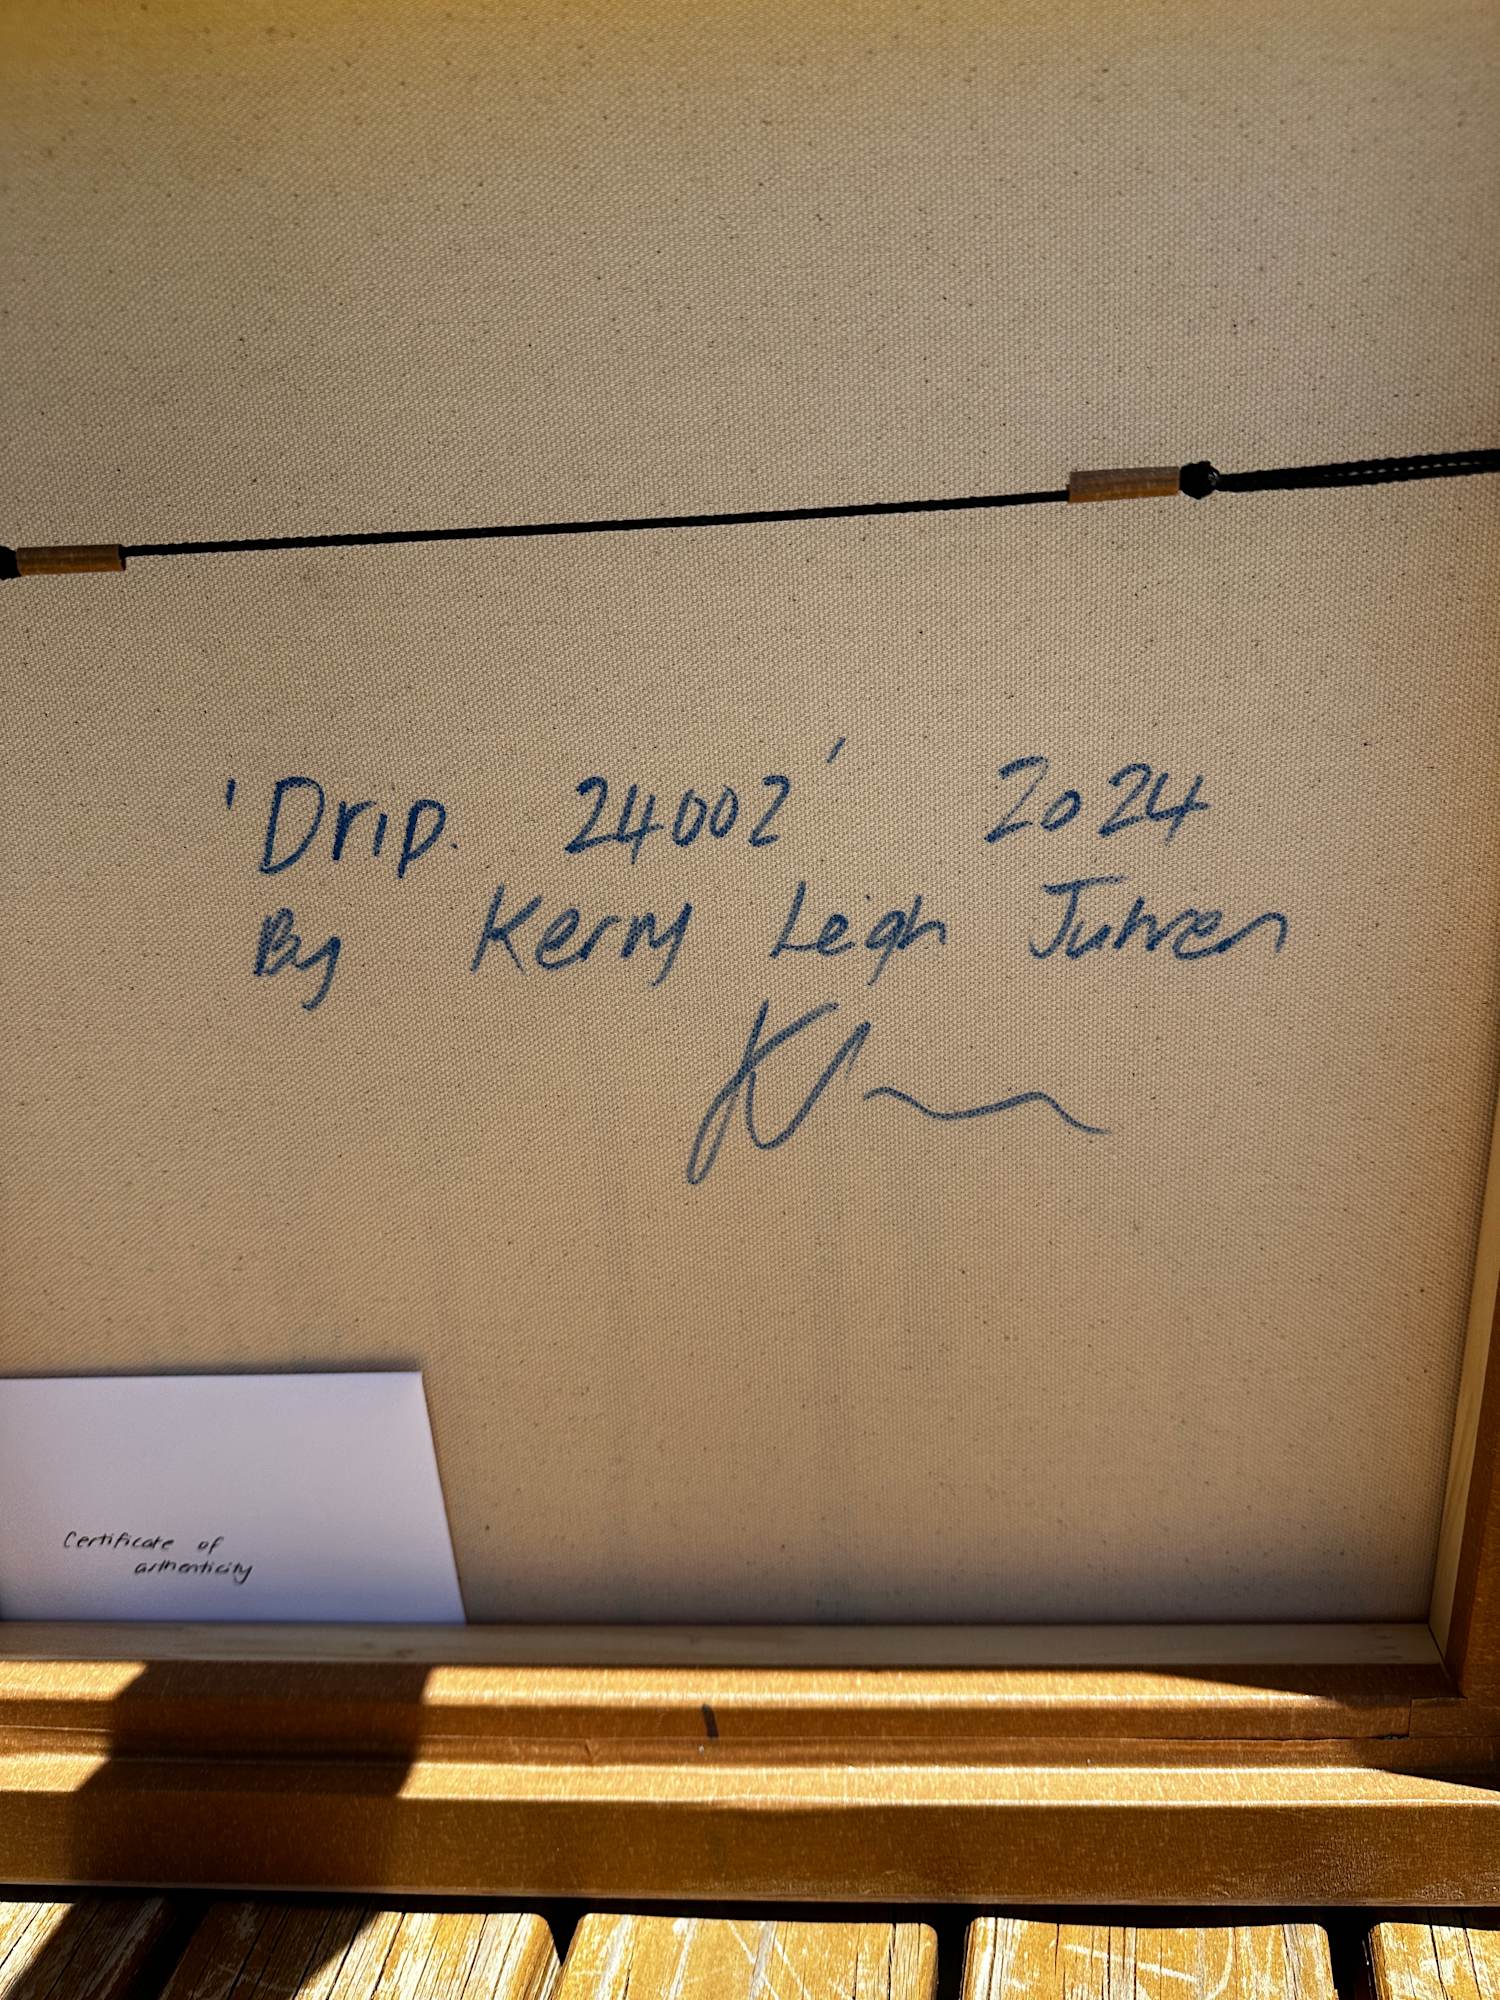 'Drip. 24002' 2024
By Kerry Leigh Juhren
Certificate of
authenticity